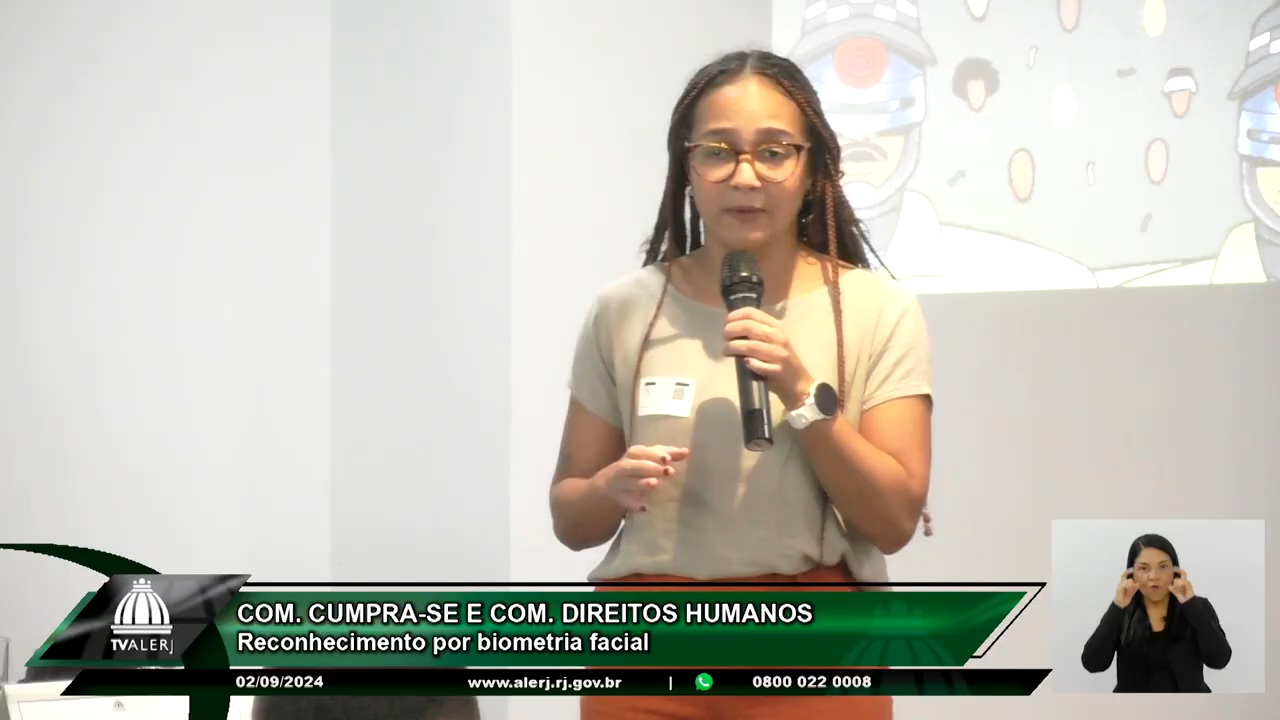 COM. CUMPRA-SE E COM. DIREITOS HUMANOS
Reconhecimento por biometria facial
TVALERJ
02/09/2024 www.alerj.rj.gov.br | 0800 022 0008